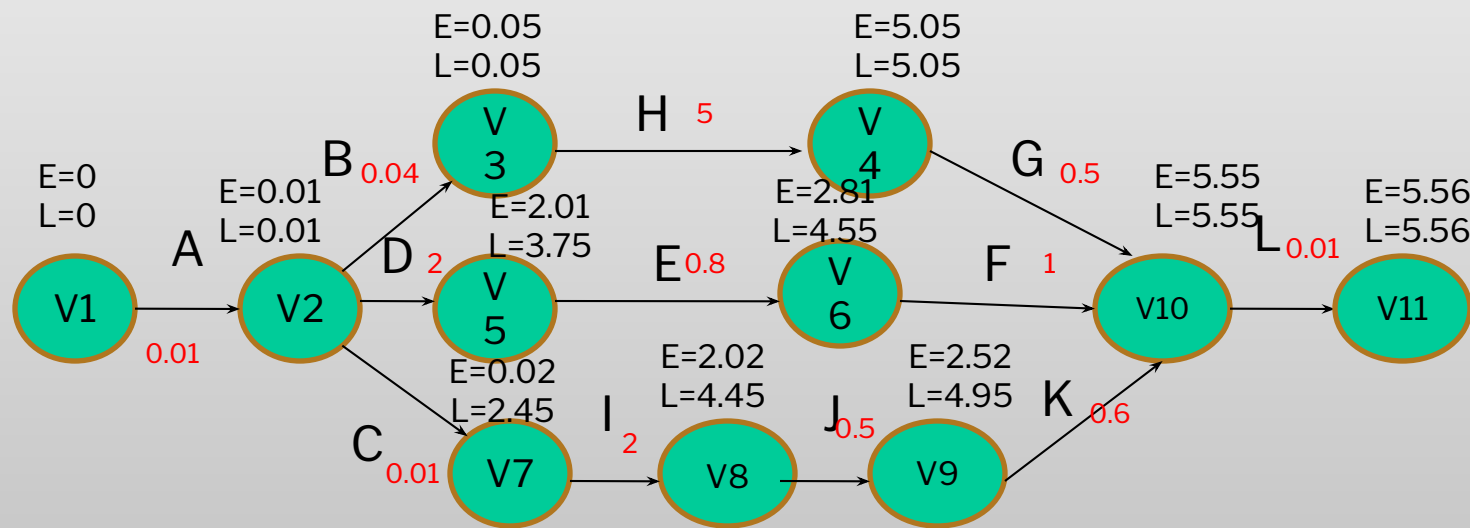 E=0.05
L=0.05
E=5.05
L=5.05
V
3
H 5
V
4
B 0.04
G 0.5
E=0
L=0
E=0.01
L=0.01
E=2.01
L=3.75
E=2.81
L=4.55
E=5.55
L=5.55
E=5.56
L=5.56
A
0.01
D 2
E 0.8
F 1
L 0.01
V1
V2
V
5
V
6
V10
V11
E=0.02
L=2.45
E=2.02
L=4.45
E=2.52
L=4.95
C 0.01
I 2
J 0.5
K 0.6
V7
V8
V9